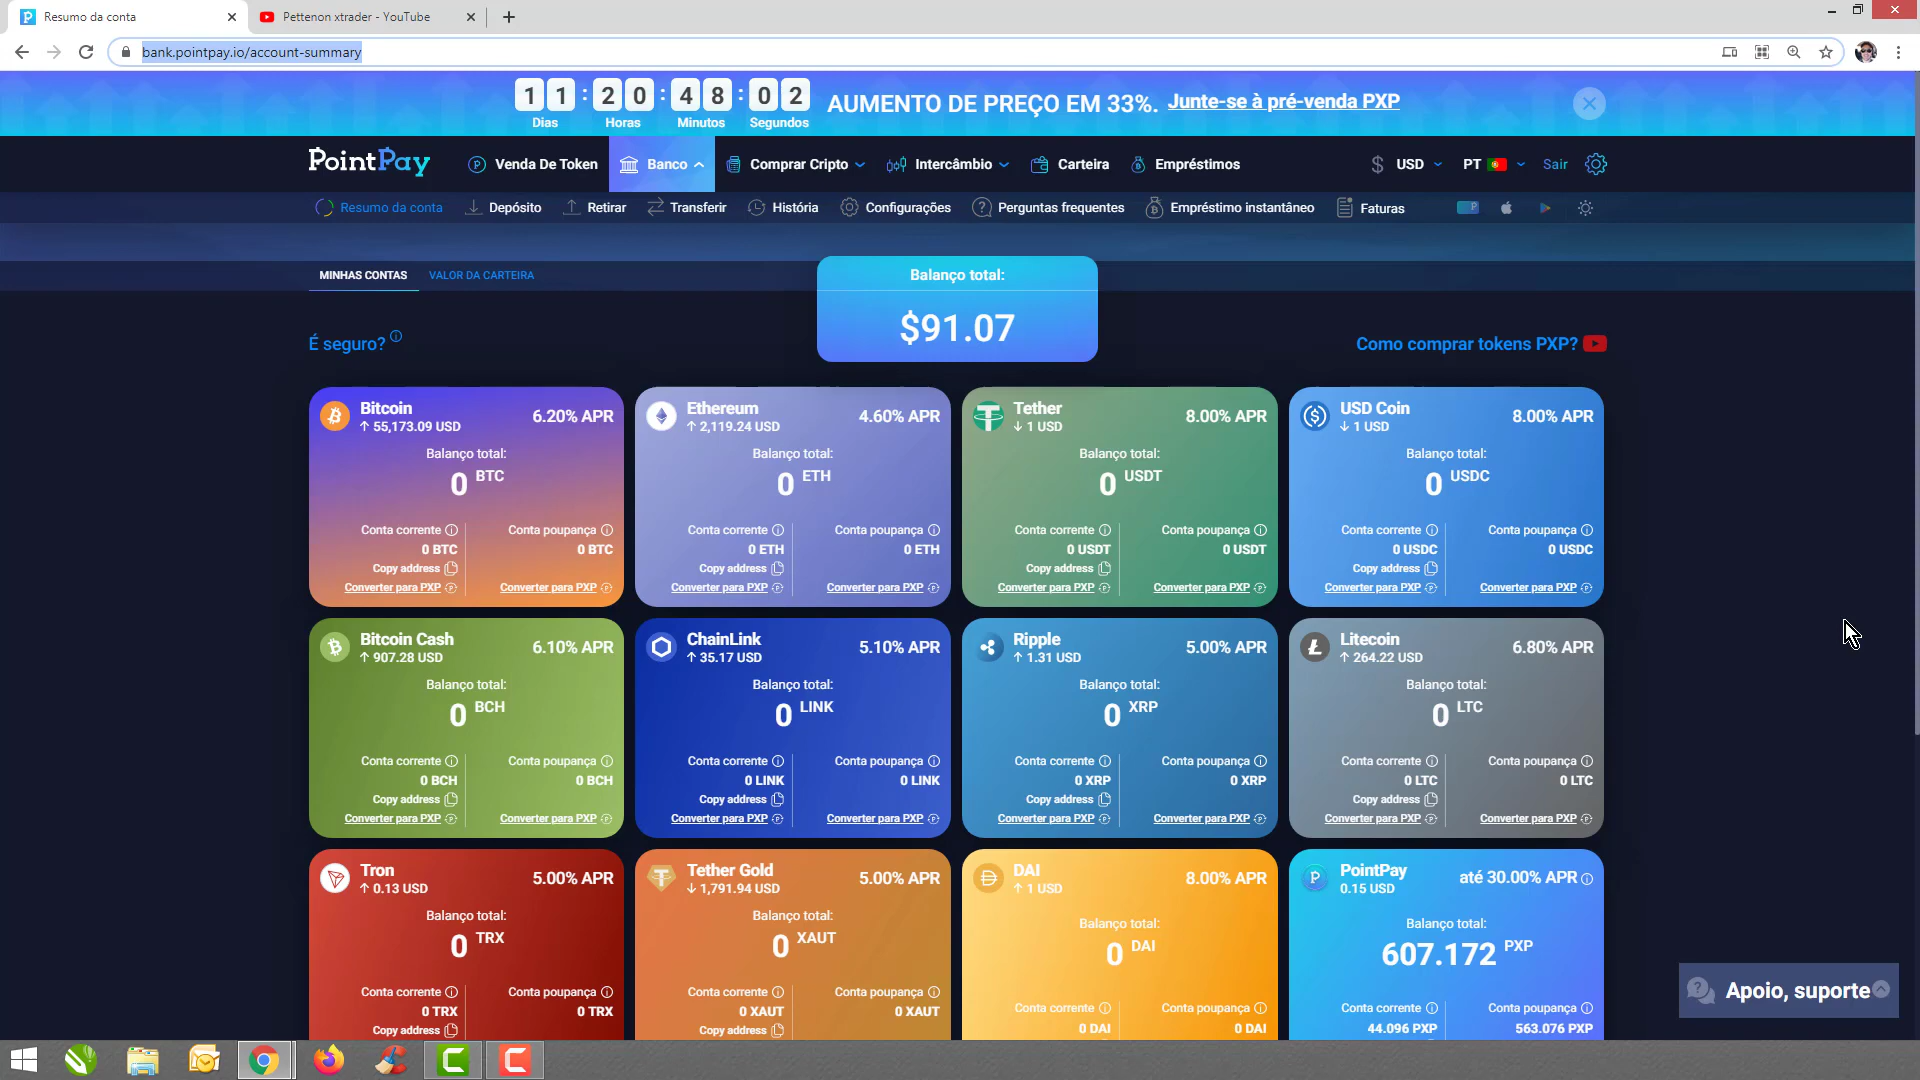 Resumo da conta
Pettenon xtrader - YouTube
bank.pointpay.io/account-summary
11 : 20 : 48 : 02
Dias Horas Minutos Segundos
AUMENTO DE PREÇO EM 33%. Junte-se à pré-venda PXP
PointPay
Venda De Token
Banco
Comprar Cripto
Intercâmbio
Carteira
Empréstimos
USD
PT
Sair
Resumo da conta
Depósito
Retirar
Transferir
História
Configurações
Perguntas frequentes
Empréstimo instantâneo
Faturas
MINHAS CONTAS
VALOR DA CARTEIRA
Balanço total:
$91.07
É seguro?
Como comprar tokens PXP?
Bitcoin
↑ 55,173.09 USD
6.20% APR
Balanço total:
0 BTC
Conta corrente
0 BTC
Copy address
Converter para PXP
Conta poupança
0 BTC
Converter para PXP
Ethereum
↑ 2,119.24 USD
4.60% APR
Balanço total:
0 ETH
Conta corrente
0 ETH
Copy address
Converter para PXP
Conta poupança
0 ETH
Converter para PXP
Tether
↓ 1 USD
8.00% APR
Balanço total:
0 USDT
Conta corrente
0 USDT
Copy address
Converter para PXP
Conta poupança
0 USDT
Converter para PXP
USD Coin
↓ 1 USD
8.00% APR
Balanço total:
0 USDC
Conta corrente
0 USDC
Copy address
Converter para PXP
Conta poupança
0 USDC
Converter para PXP
Bitcoin Cash
↑ 907.28 USD
6.10% APR
Balanço total:
0 BCH
Conta corrente
0 BCH
Copy address
Converter para PXP
Conta poupança
0 BCH
Converter para PXP
ChainLink
↑ 35.17 USD
5.10% APR
Balanço total:
0 LINK
Conta corrente
0 LINK
Copy address
Converter para PXP
Conta poupança
0 LINK
Converter para PXP
Ripple
↑ 1.31 USD
5.00% APR
Balanço total:
0 XRP
Conta corrente
0 XRP
Copy address
Converter para PXP
Conta poupança
0 XRP
Converter para PXP
Litecoin
↑ 264.22 USD
6.80% APR
Balanço total:
0 LTC
Conta corrente
0 LTC
Copy address
Converter para PXP
Conta poupança
0 LTC
Converter para PXP
Tron
↑ 0.13 USD
5.00% APR
Balanço total:
0 TRX
Conta corrente
0 TRX
Copy address
Conta poupança
0 TRX
Tether Gold
↓ 1,791.94 USD
5.00% APR
Balanço total:
0 XAUT
Conta corrente
0 XAUT
Copy address
Conta poupança
0 XAUT
DAI
↑ 1 USD
8.00% APR
Balanço total:
0 DAI
Conta corrente
0 DAI
Conta poupança
0 DAI
PointPay
0.15 USD
até 30.00% APR
Balanço total:
607.172 PXP
Conta corrente
44.096 PXP
Conta poupança
563.076 PXP
Apoio, suporte